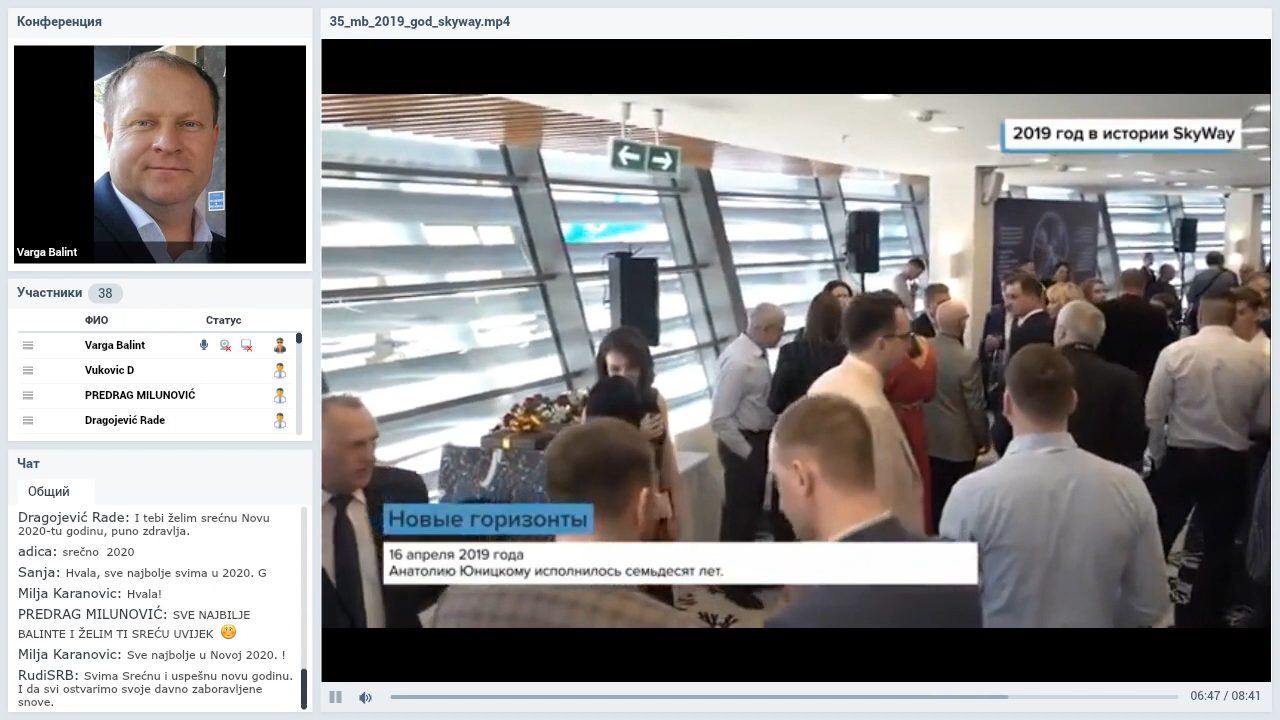 Конференция
Varga Balint
Участники 38
ФИО Статус
Varga Balint
Vukovic D
PREDRAG MILUNOVIĆ
Dragojević Rade
Чат
Общий
Dragojević Rade: I tebi želim srećnu Novu
2020-tu godinu, puno zdravlja.
adica: srečno 2020
Sanja: Hvala, sve najbolje svima u 2020. G
Milja Karanovic: Hvala!
PREDRAG MILUNOVIĆ: SVE NAJBILJE
BALINTE I ŽELIM TI SREĆU UVIJEK
Milja Karanovic: Sve najbolje u Novoj 2020. !
RudiSRB: Svima Srećnu i uspešnu novu godinu.
I da svi ostvarimo svoje davno zaboravljene
snove.
35_mb_2019_god_skyway.mp4
2019 год в истории SkyWay
Новые горизонты
16 апреля 2019 года
Анатолию Юницкому исполнилось семьдесят лет.
06:47 / 08:41